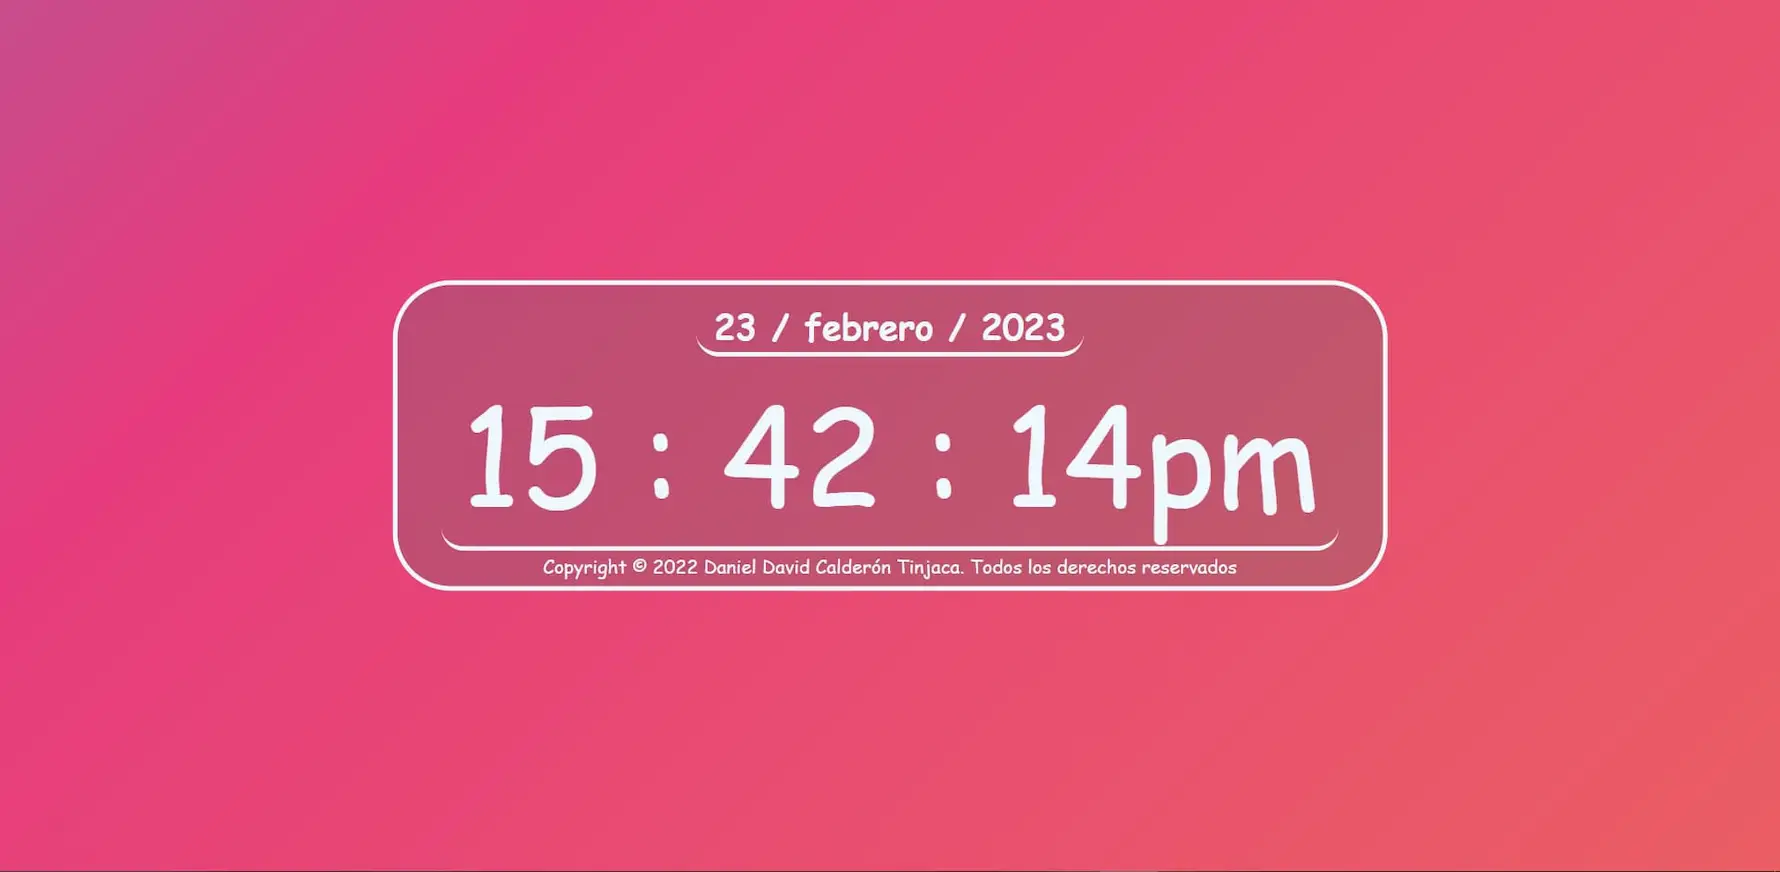 23 / febrero / 2023
15 : 42 : 14pm
Copyright © 2022 Daniel David Calderón Tinjaca. Todos los derechos reservados